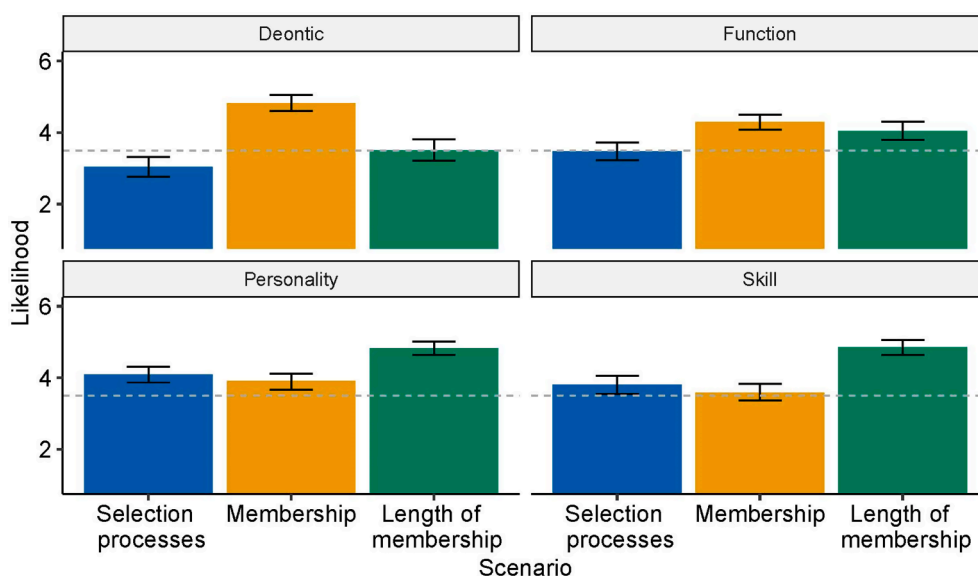 Deontic
Function
6
4
2
Personality
Skill
6
4
2
Likelihood
Selection processes
Membership
Length of membership
Selection processes
Membership
Length of membership
Scenario